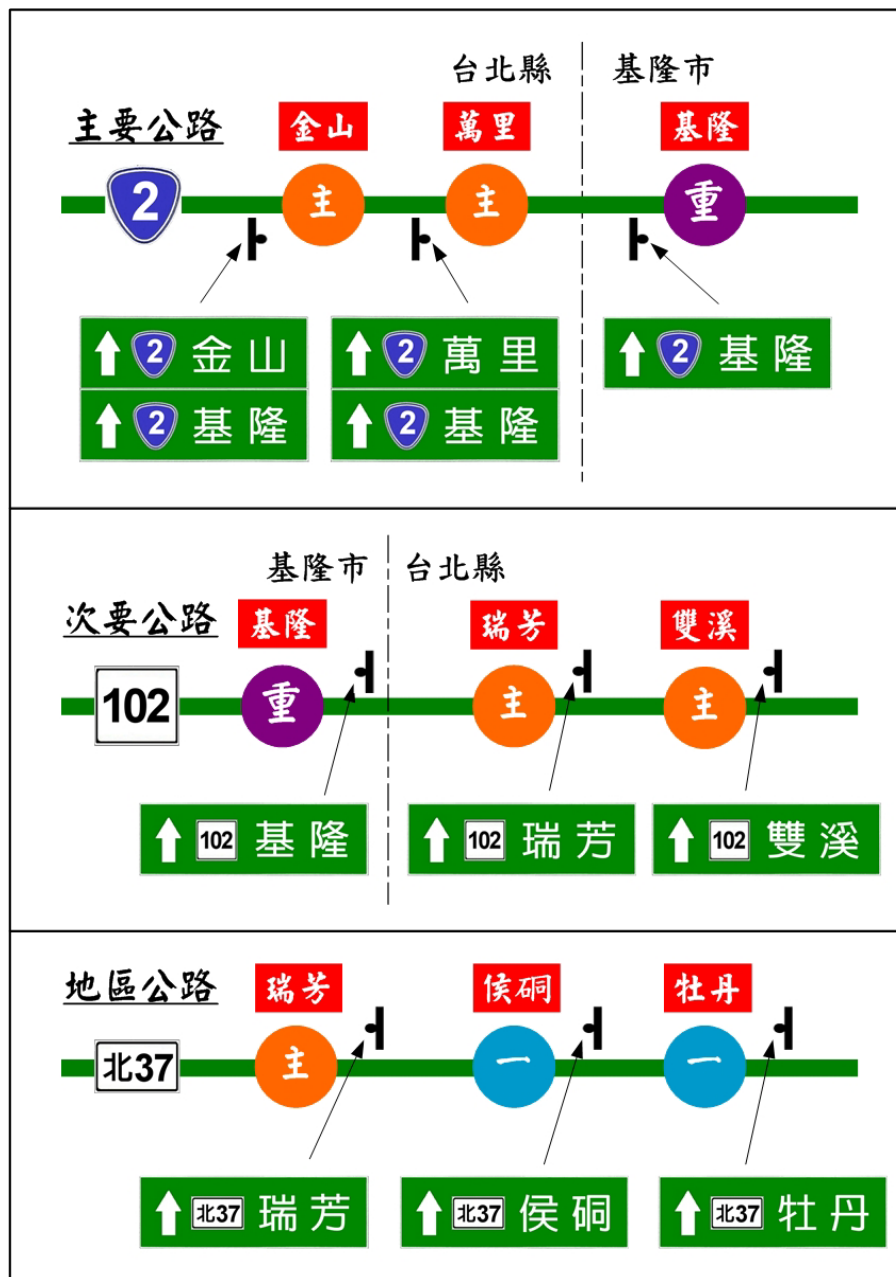 台北縣 基隆市
主要公路 金山 萬里 基隆
2 主 主 重
2 金山 2 萬里 2 基隆
2 基隆 2 基隆
基隆市 台北縣
次要公路 基隆 瑞芳 雙溪
102 重 主 主
102 基隆 102 瑞芳 102 雙溪
地區公路 瑞芳 侯硐 牡丹
北37 主 一 一
北37 瑞芳 北37 侯硐 北37 牡丹